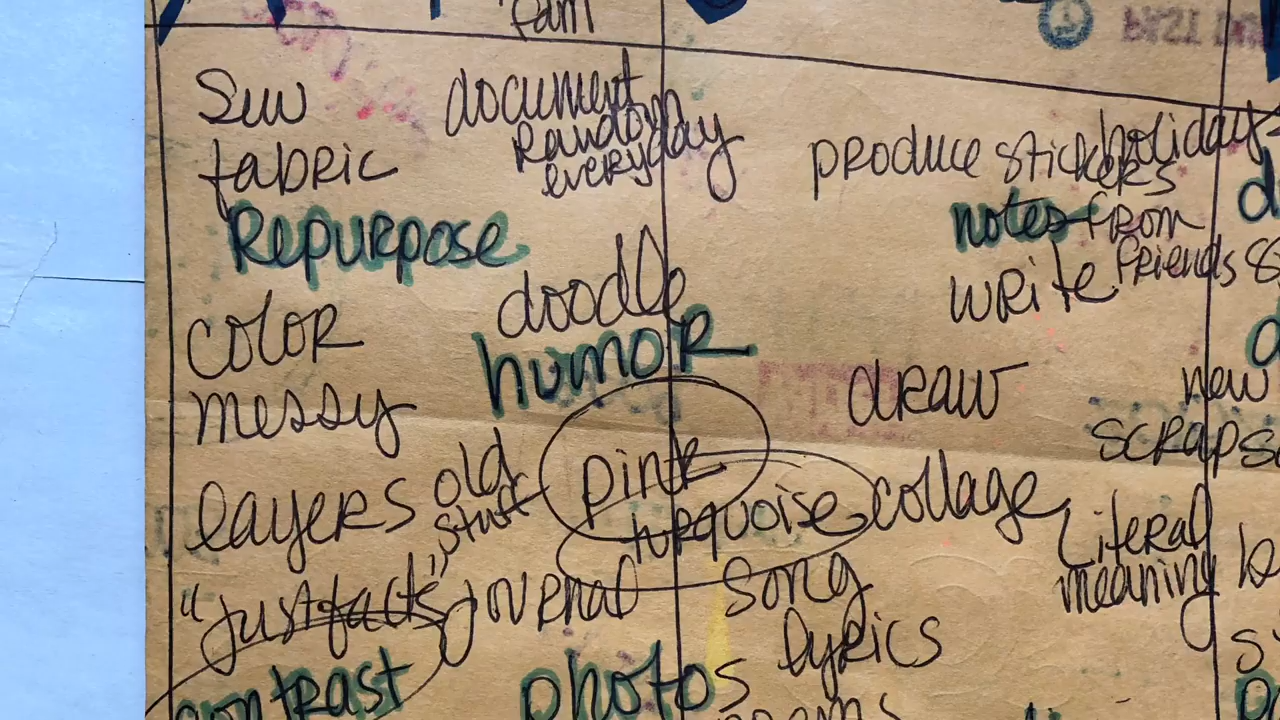 sew
document
random
everyday
fabric
produce stickers
holiday
Repurpose
notes from
friends
doodle
write
color
humor
draw
new
messy
scraps
old
stuff
pink
layers
turquoise
collage
Literal
meaning
"just facts"
journal
song
lyrics
contrast
photos